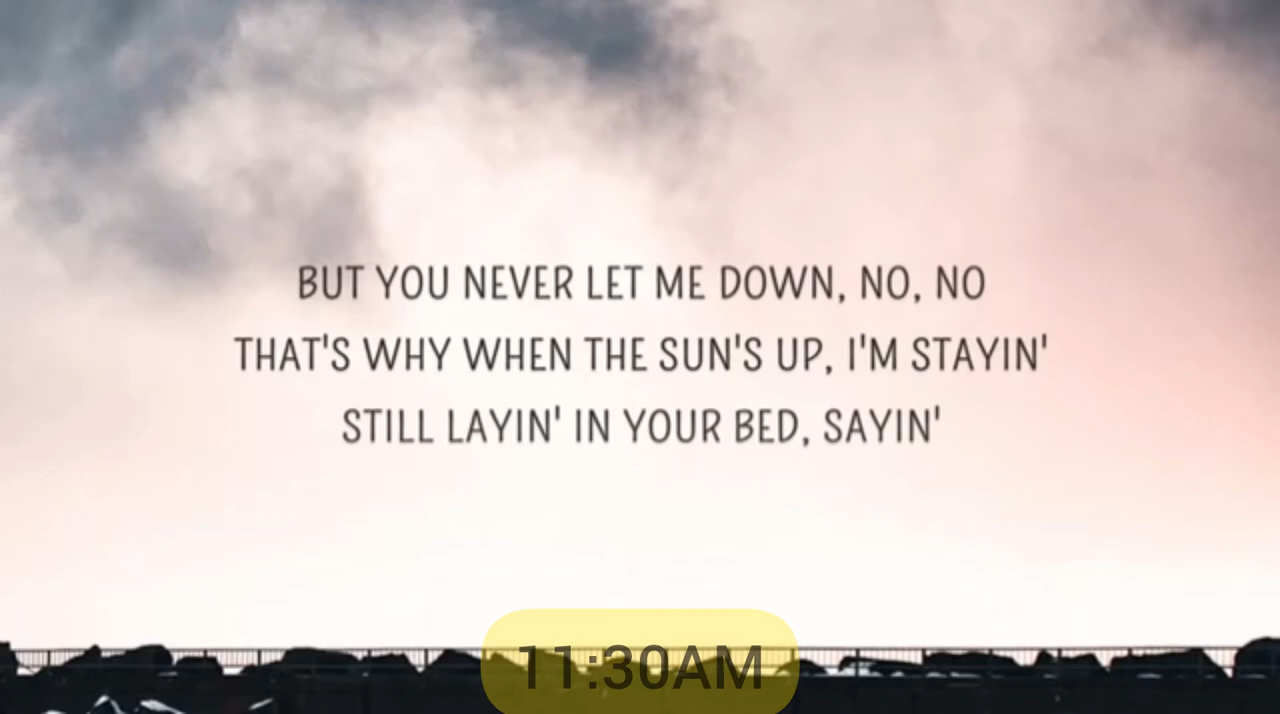 BUT YOU NEVER LET ME DOWN, NO, NO
THAT'S WHY WHEN THE SUN'S UP, I'M STAYIN'
STILL LAYIN' IN YOUR BED, SAYIN'
11:30AM